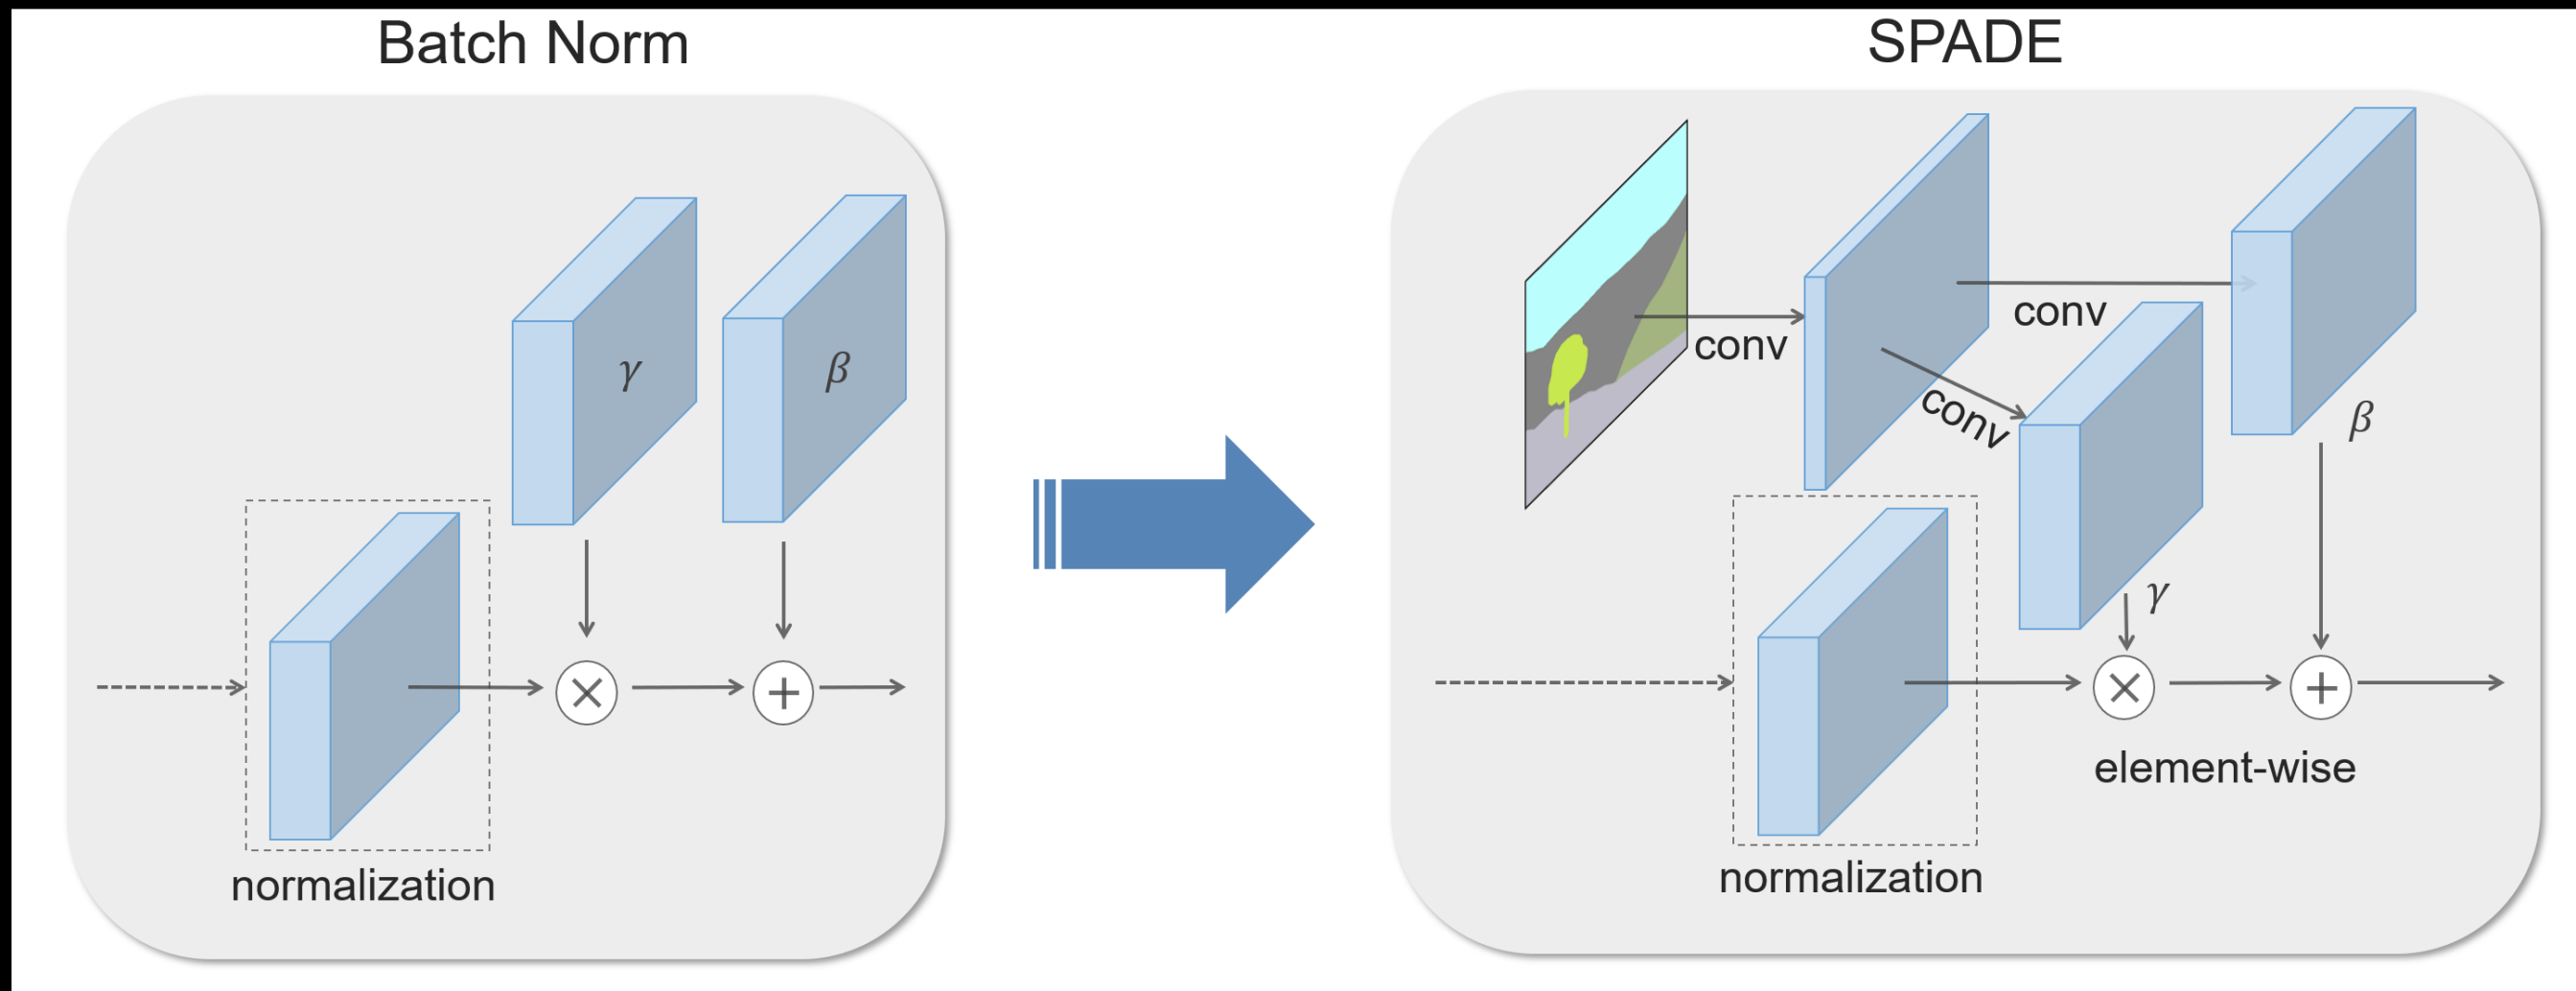 Batch Norm
γ
β
normalization
SPADE
conv
conv
conv
β
γ
element-wise
normalization